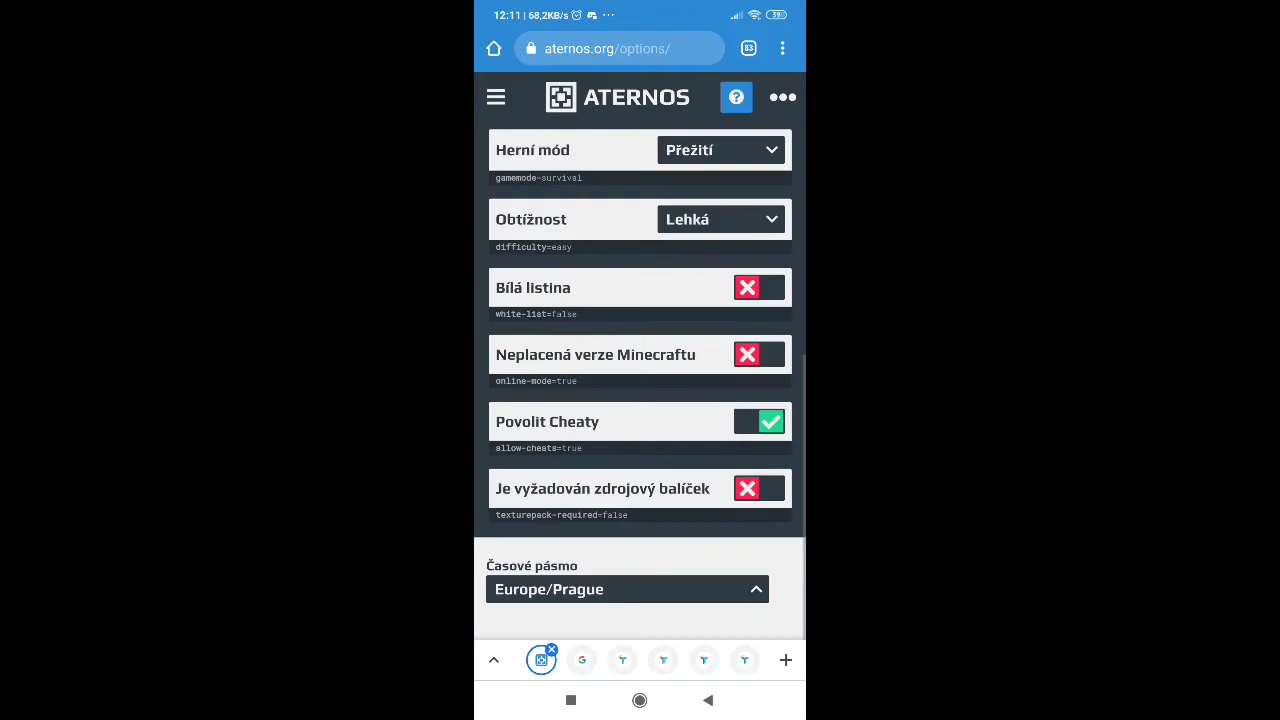 12:11 | 68,2KB/s ... 39
aternos.org/options/ 83
ATERNOS
Herní mód Přežití
gamemode=survival
Obtížnost Lehká
difficulty=easy
Bílá listina
white-list=false
Neplacená verze Minecraftu
online-mode=true
Povolit Cheaty
allow-cheats=true
Je vyžadován zdrojový balíček
texturepack-required=false
Časové pásmo
Europe/Prague